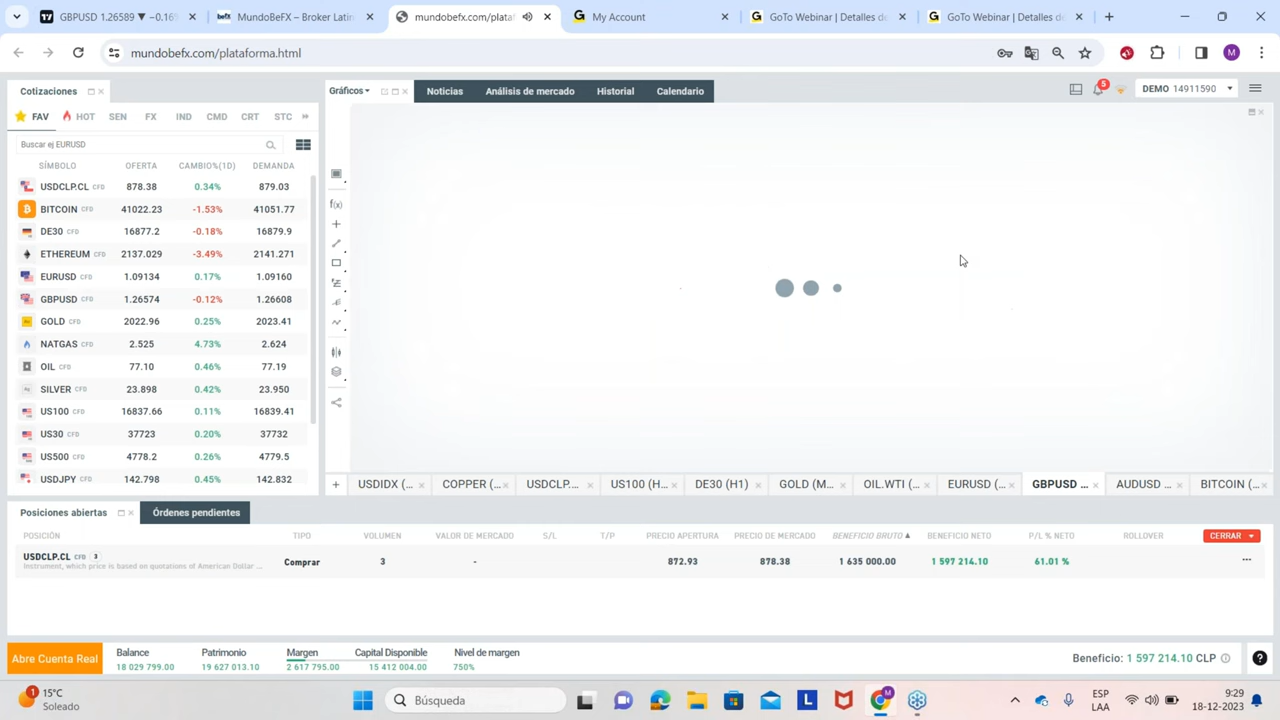 GBPUSD 1.26589 ▼ −0.16
MundoBeFX – Broker Latin
mundobefx.com/plataf
My Account
GoTo Webinar | Detalles de
GoTo Webinar | Detalles de
mundobefx.com/plataforma.html
M
Cotizaciones
Gráficos
Noticias
Análisis de mercado
Historial
Calendario
5
DEMO 14911590
FAV HOT SEN FX IND CMD CRT STC »
Buscar ej EURUSD
SÍMBOLO OFERTA CAMBIO%(1D) DEMANDA
USDCLP.CL CFD 878.38 0.34% 879.03
BITCOIN CFD 41022.23 -1.53% 41051.77
DE30 CFD 16877.2 -0.18% 16879.9
ETHEREUM CFD 2137.029 -3.49% 2141.271
EURUSD CFD 1.09134 0.17% 1.09160
GBPUSD CFD 1.26574 -0.12% 1.26608
GOLD CFD 2022.96 0.25% 2023.41
NATGAS CFD 2.525 4.73% 2.624
OIL CFD 77.10 0.46% 77.19
SILVER CFD 23.898 0.42% 23.950
US100 CFD 16837.66 0.11% 16839.41
US30 CFD 37723 0.20% 37732
US500 CFD 4778.2 0.26% 4779.5
USDJPY CFD 142.798 0.45% 142.832
f(x)
+ USDIDX (... COPPER (... USDCLP.... US100 (H... DE30 (H1) GOLD (M... OIL.WTI (... EURUSD (... GBPUSD ... AUDUSD ... BITCOIN (...
Posiciones abiertas
Órdenes pendientes
POSICIÓN TIPO VOLUMEN VALOR DE MERCADO S/L T/P PRECIO APERTURA PRECIO DE MERCADO BENEFICIO BRUTO ▲ BENEFICIO NETO P/L % NETO ROLLOVER CERRAR
USDCLP.CL CFD 3
Instrument, which price is based on quotations of American Dollar ...
Comprar 3 - 872.93 878.38 1 635 000.00 1 597 214.10 61.01 % ...
Abre Cuenta Real
Balance Patrimonio Margen Capital Disponible Nivel de margen
18 029 799.00 19 627 013.10 2 617 795.00 15 412 004.00 750%
Beneficio: 1 597 214.10 CLP
1
15°C
Soleado
Búsqueda
L
M
ESP
LAA
9:29
18-12-2023